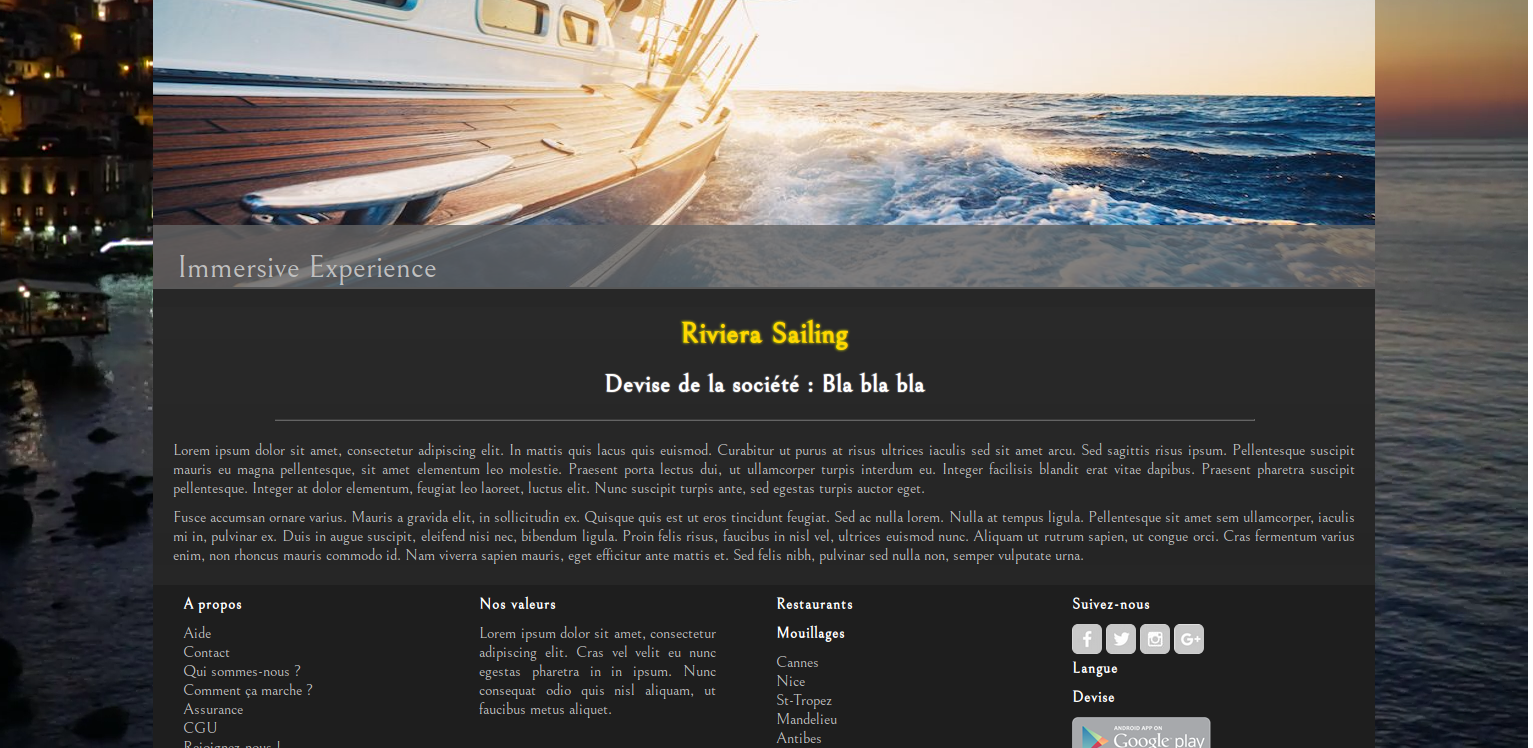 Immersive Experience
Riviera Sailing
Devise de la société : Bla bla bla
Lorem ipsum dolor sit amet, consectetur adipiscing elit. In mattis quis lacus quis euismod. Curabitur ut purus at risus ultrices iaculis sed sit amet arcu. Sed sagittis risus ipsum. Pellentesque suscipit
mauris eu magna pellentesque, sit amet elementum leo molestie. Praesent porta lectus dui, ut ullamcorper turpis interdum eu. Integer facilisis blandit erat vitae dapibus. Praesent pharetra suscipit
pellentesque. Integer at dolor elementum, feugiat leo laoreet, luctus elit. Nunc suscipit turpis ante, sed egestas turpis auctor eget.
Fusce accumsan ornare varius. Mauris a gravida elit, in sollicitudin ex. Quisque quis est ut eros tincidunt feugiat. Sed ac nulla lorem. Nulla at tempus ligula. Pellentesque sit amet sem ullamcorper, iaculis
mi in, pulvinar ex. Duis in augue suscipit, eleifend nisi nec, bibendum ligula. Proin felis risus, faucibus in nisl vel, ultrices euismod nunc. Aliquam ut rutrum sapien, ut congue orci. Cras fermentum varius
enim, non rhoncus mauris commodo id. Nam viverra sapien mauris, eget efficitur ante mattis et. Sed felis nibh, pulvinar sed nulla non, semper vulputate urna.
A propos
Aide
Contact
Qui sommes-nous ?
Comment ça marche ?
Assurance
CGU
Rejoignez-nous !
Nos valeurs
Lorem ipsum dolor sit amet, consectetur
adipiscing elit. Cras vel velit eu nunc
egestas pharetra in in ipsum. Nunc
consequat odio quis nisl aliquam, ut
faucibus metus aliquet.
Restaurants
Mouillages
Cannes
Nice
St-Tropez
Mandelieu
Antibes
Suivez-nous
Langue
Devise
ANDROID APP ON
Google play